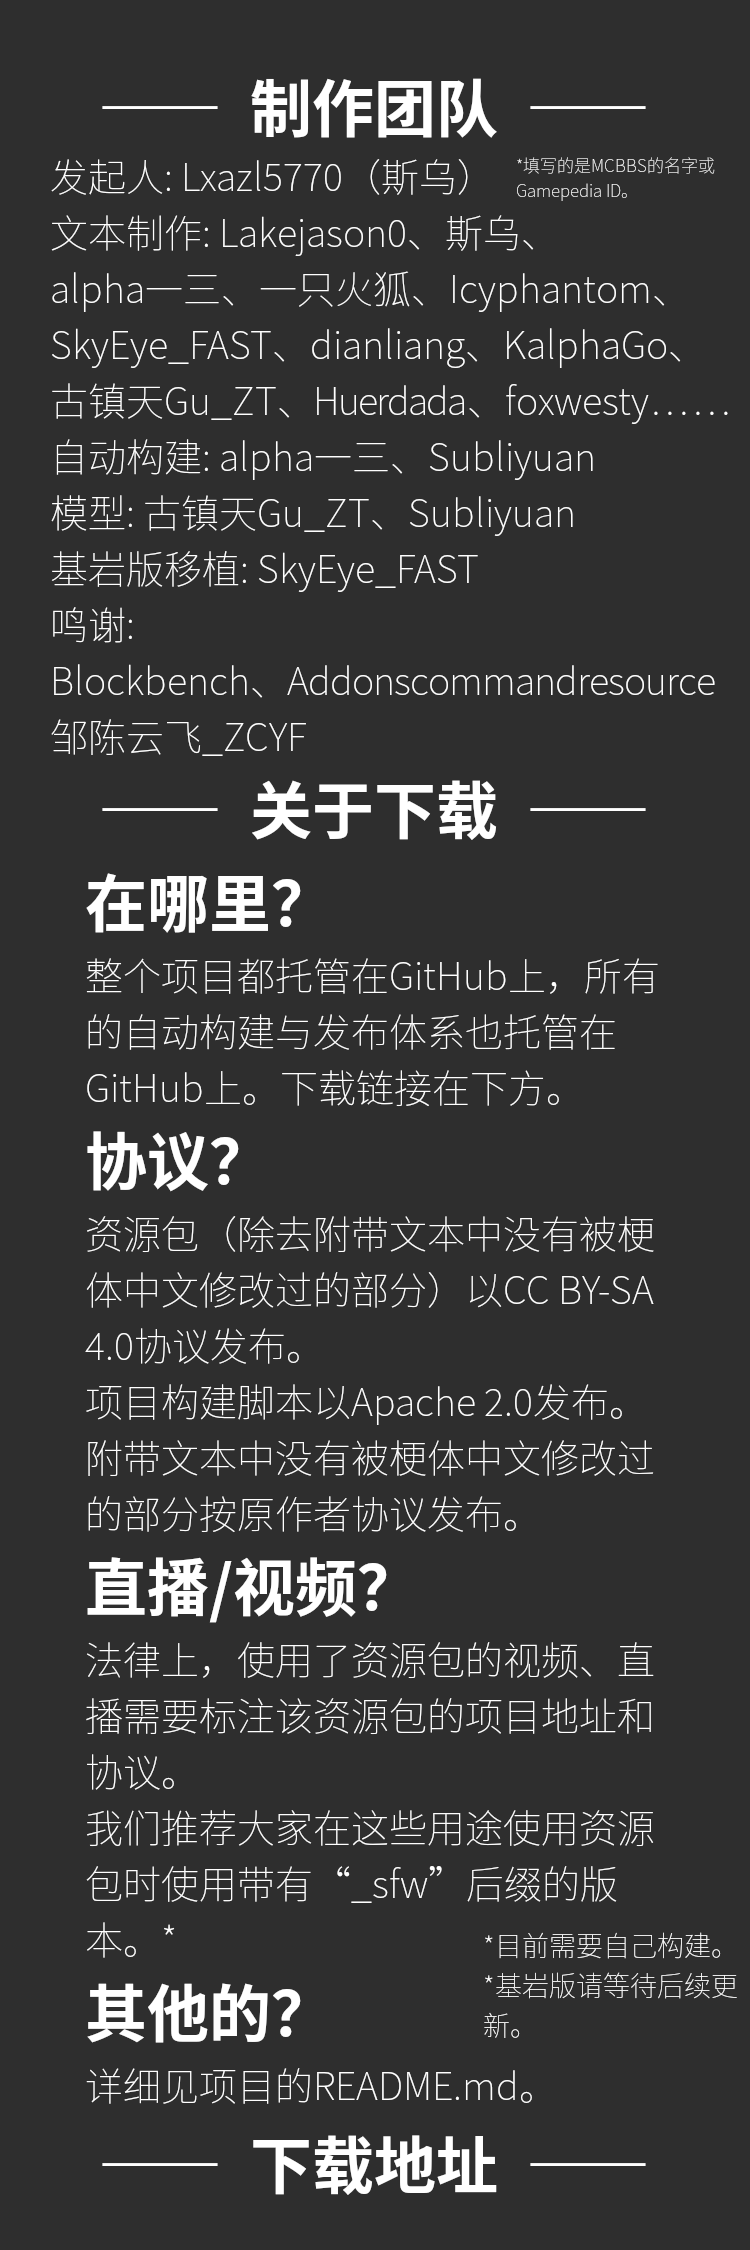 制作团队
发起人: Lxazl5770（斯乌）
*填写的是MCBBS的名字或
Gamepedia ID。
文本制作: Lakejason0、斯乌、
alpha一三、一只火狐、Icyphantom、
SkyEye_FAST、dianliang、KalphaGo、
古镇天Gu_ZT、Huerdada、foxwesty……
自动构建: alpha一三、Subliyuan
模型: 古镇天Gu_ZT、Subliyuan
基岩版移植: SkyEye_FAST
鸣谢:
Blockbench、Addonscommandresource
邹陈云飞_ZCYF
关于下载
在哪里？
整个项目都托管在GitHub上，所有
的自动构建与发布体系也托管在
GitHub上。下载链接在下方。
协议？
资源包（除去附带文本中没有被梗
体中文修改过的部分）以CC BY-SA
4.0协议发布。
项目构建脚本以Apache 2.0发布。
附带文本中没有被梗体中文修改过
的部分按原作者协议发布。
直播/视频？
法律上，使用了资源包的视频、直
播需要标注该资源包的项目地址和
协议。
我们推荐大家在这些用途使用资源
包时使用带有“_sfw”后缀的版
本。*
*目前需要自己构建。
*基岩版请等待后续更
新。
其他的？
详细见项目的README.md。
下载地址